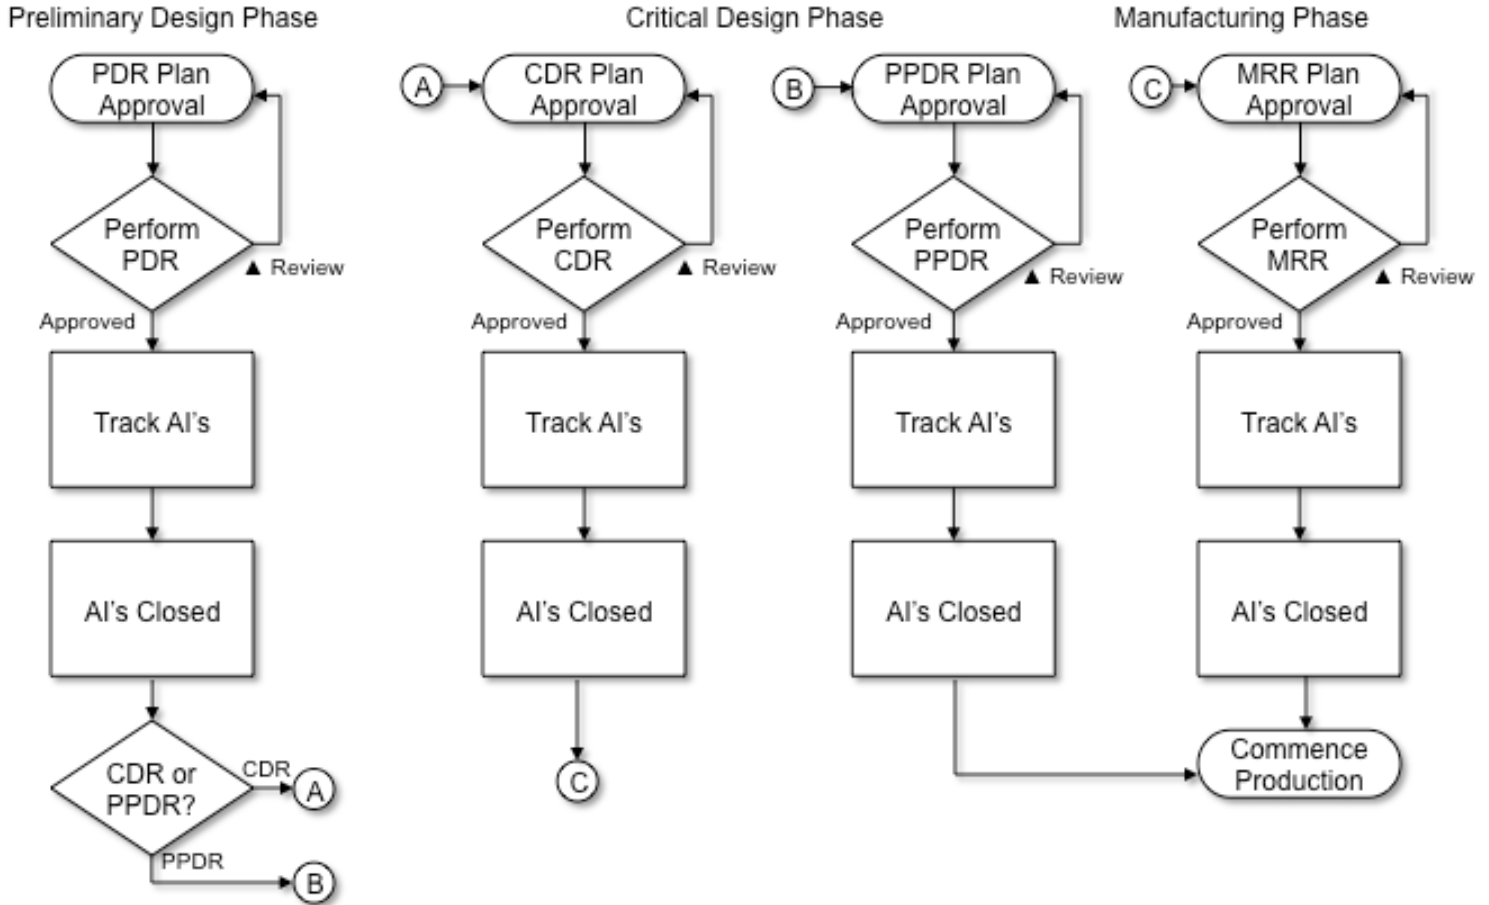 Preliminary Design Phase
Critical Design Phase
Manufacturing Phase
PDR Plan
Approval
Perform
PDR
▲ Review
Approved
Track AI's
AI's Closed
CDR or
PPDR?
CDR
A
PPDR
B
A
CDR Plan
Approval
Perform
CDR
▲ Review
Approved
Track AI's
AI's Closed
C
B
PPDR Plan
Approval
Perform
PPDR
▲ Review
Approved
Track AI's
AI's Closed
C
MRR Plan
Approval
Perform
MRR
▲ Review
Approved
Track AI's
AI's Closed
Commence
Production